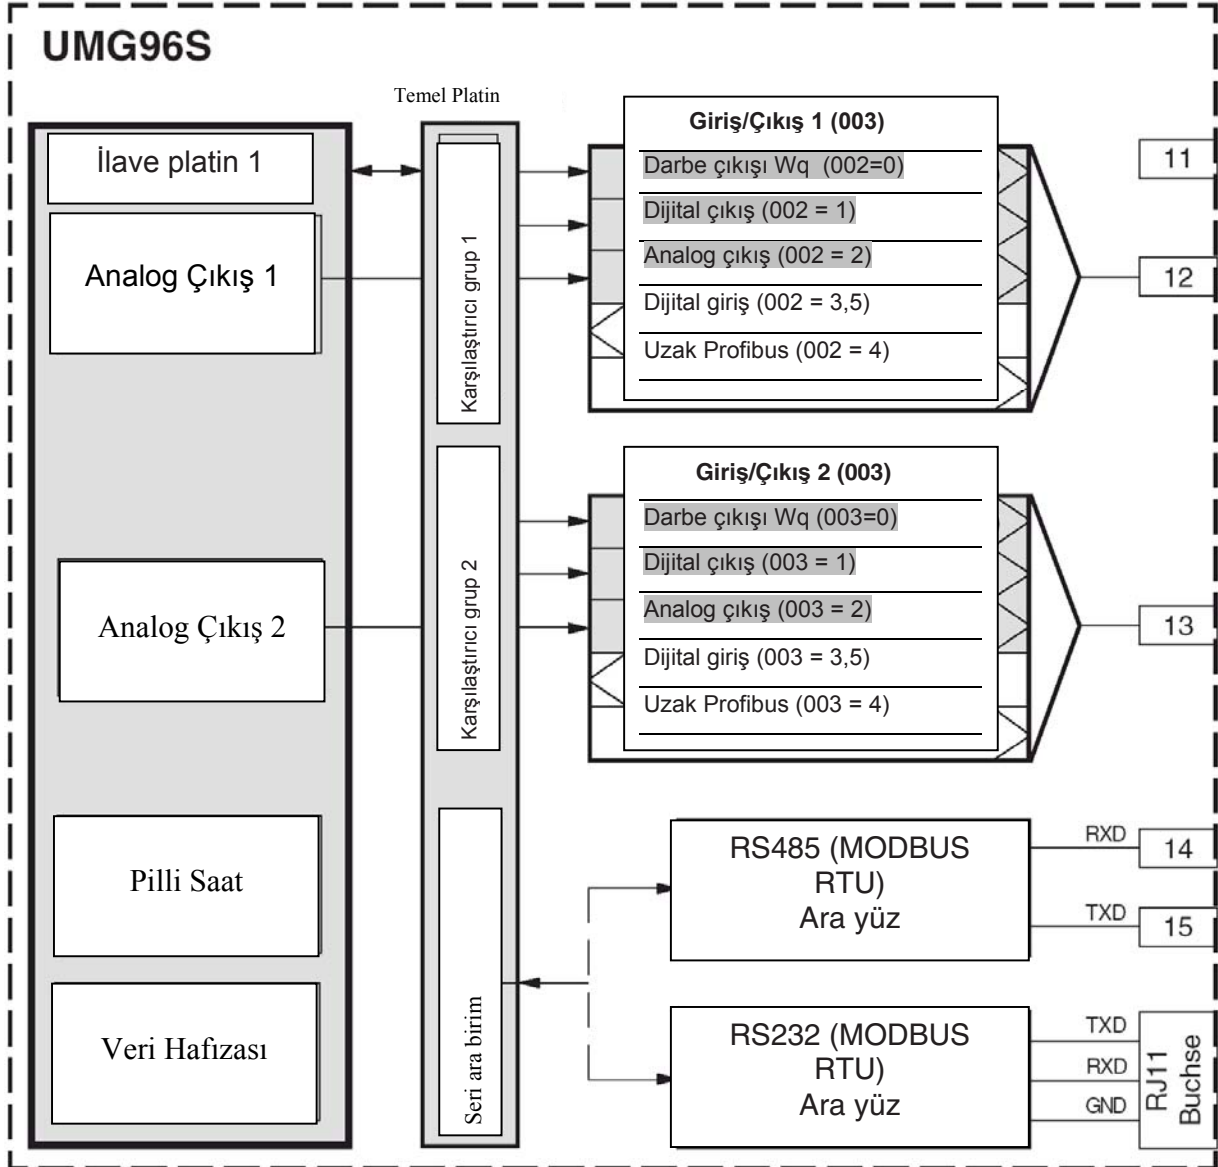 UMG96S
Temel Platin
İlave platin 1
Analog Çıkış 1
Analog Çıkış 2
Pilli Saat
Veri Hafızası
Karşılaştırıcı grup 1
Karşılaştırıcı grup 2
Seri ara birim
Giriş/Çıkış 1 (003)
Darbe çıkışı Wq (002=0)
Dijital çıkış (002 = 1)
Analog çıkış (002 = 2)
Dijital giriş (002 = 3,5)
Uzak Profibus (002 = 4)
11
12
Giriş/Çıkış 2 (003)
Darbe çıkışı Wq (003=0)
Dijital çıkış (003 = 1)
Analog çıkış (003 = 2)
Dijital giriş (003 = 3,5)
Uzak Profibus (003 = 4)
13
RS485 (MODBUS
RTU)
Ara yüz
RXD
14
TXD
15
RS232 (MODBUS
RTU)
Ara yüz
TXD
RXD
GND
RJ11
Buchse